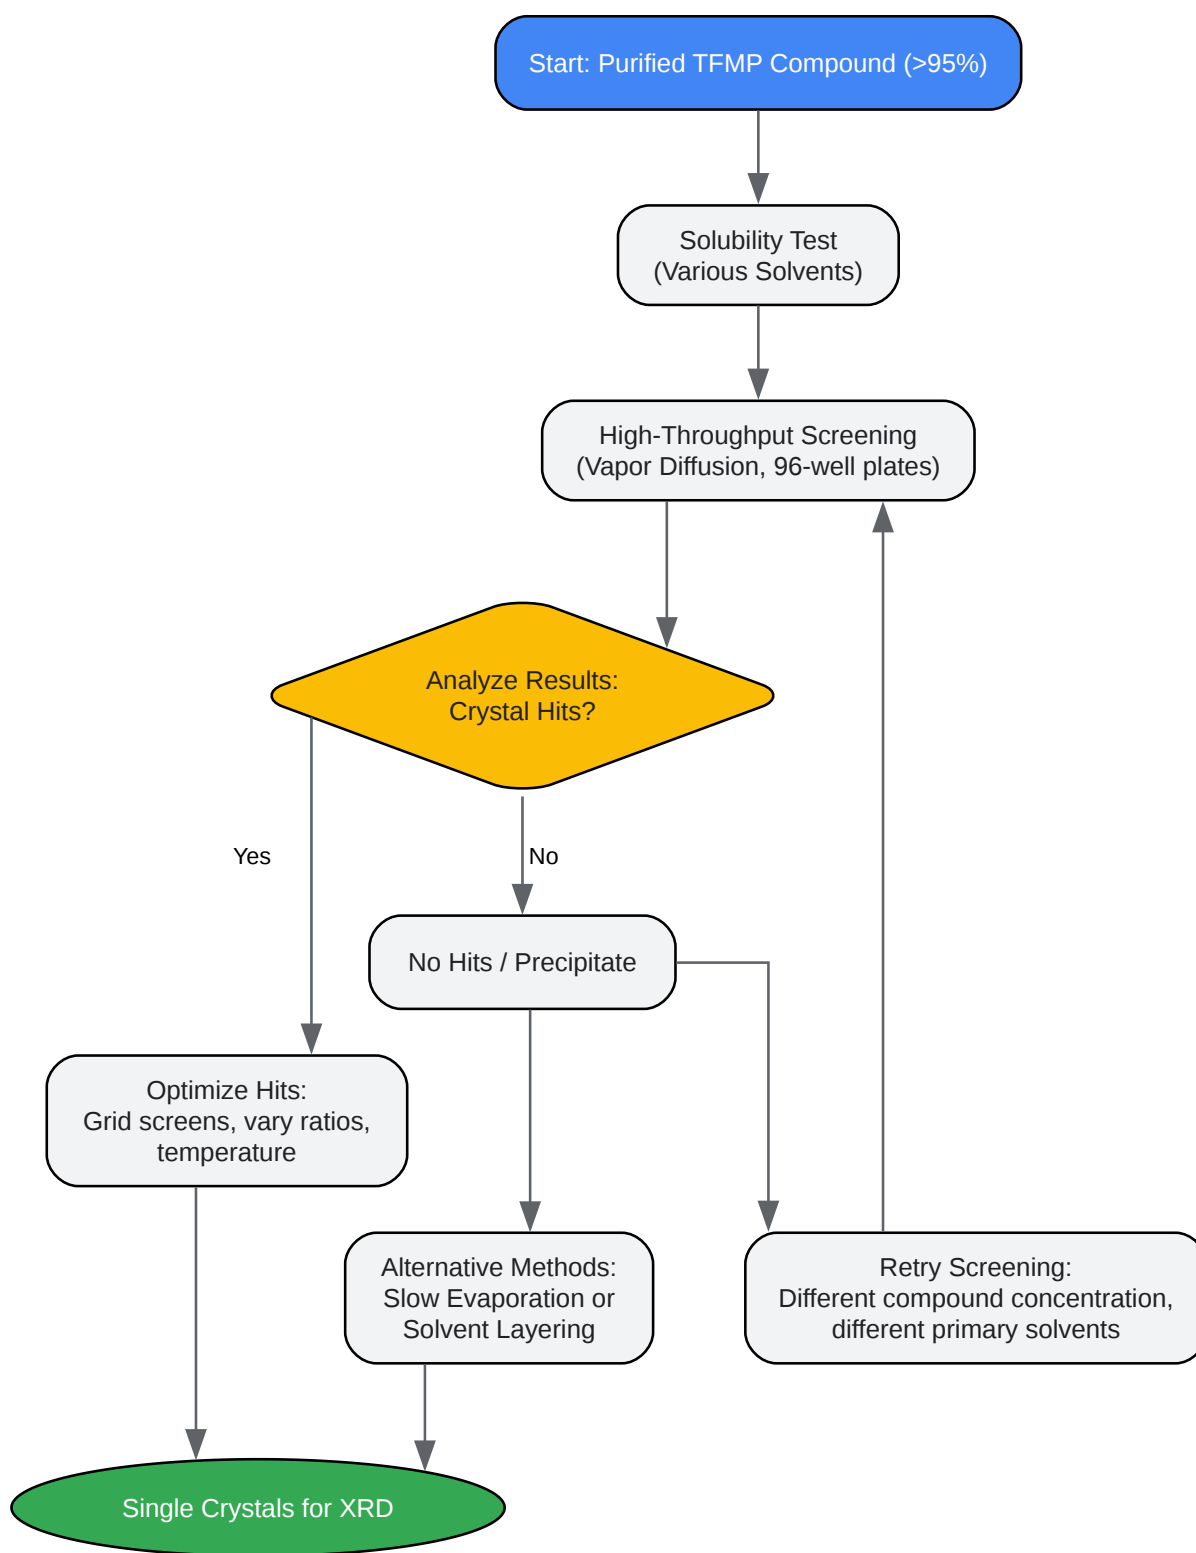 Start: Purified TFMP Compound (>95%)
Solubility Test
(Various Solvents)
High-Throughput Screening
(Vapor Diffusion, 96-well plates)
Analyze Results:
Crystal Hits?
Yes
No
No Hits / Precipitate
Optimize Hits:
Grid screens, vary ratios,
temperature
Alternative Methods:
Slow Evaporation or
Solvent Layering
Retry Screening:
Different compound concentration,
different primary solvents
Single Crystals for XRD